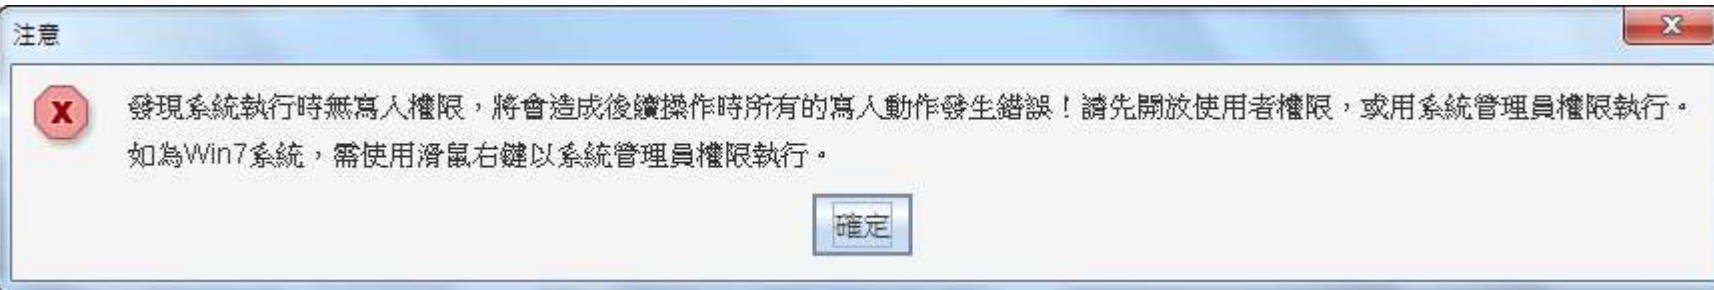 注意
發現系統執行時無寫入權限，將會造成後續操作時所有的寫入動作發生錯誤！請先開放使用者權限，或用系統管理員權限執行。
如為Win7系統，需使用滑鼠右鍵以系統管理員權限執行。
確定